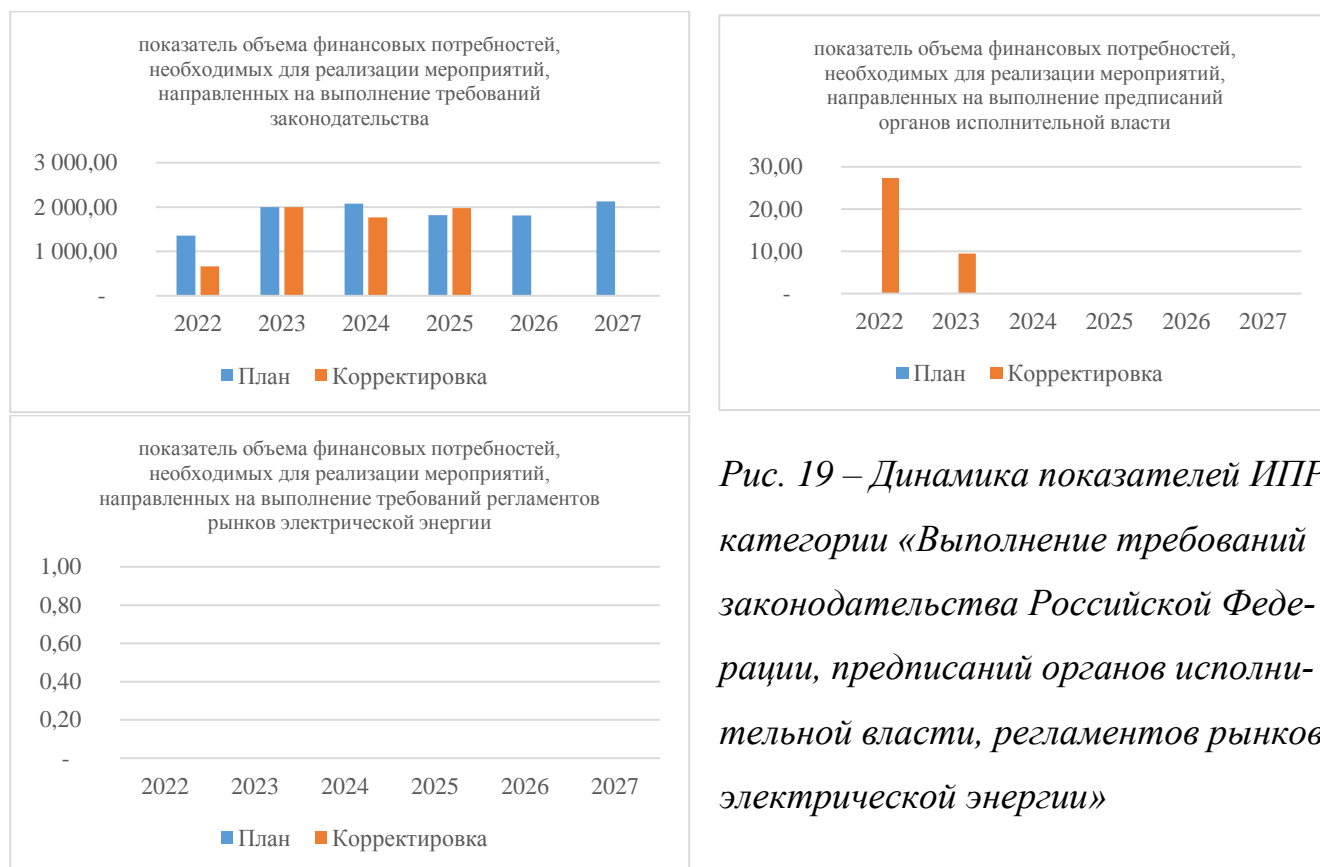 показатель объема финансовых потребностей,
необходимых для реализации мероприятий,
направленных на выполнение требований
законодательства
3 000,00
2 000,00
1 000,00
-
2022 2023 2024 2025 2026 2027
План Корректировка
показатель объема финансовых потребностей,
необходимых для реализации мероприятий,
направленных на выполнение предписаний
органов исполнительной власти
30,00
20,00
10,00
-
2022 2023 2024 2025 2026 2027
План Корректировка
показатель объема финансовых потребностей,
необходимых для реализации мероприятий,
направленных на выполнение требований регламентов
рынков электрической энергии
1,00
0,80
0,60
0,40
0,20
-
2022 2023 2024 2025 2026 2027
План Корректировка
Рис. 19 – Динамика показателей ИПР
категории «Выполнение требований
законодательства Российской Феде-
рации, предписаний органов исполни-
тельной власти, регламентов рынков
электрической энергии»